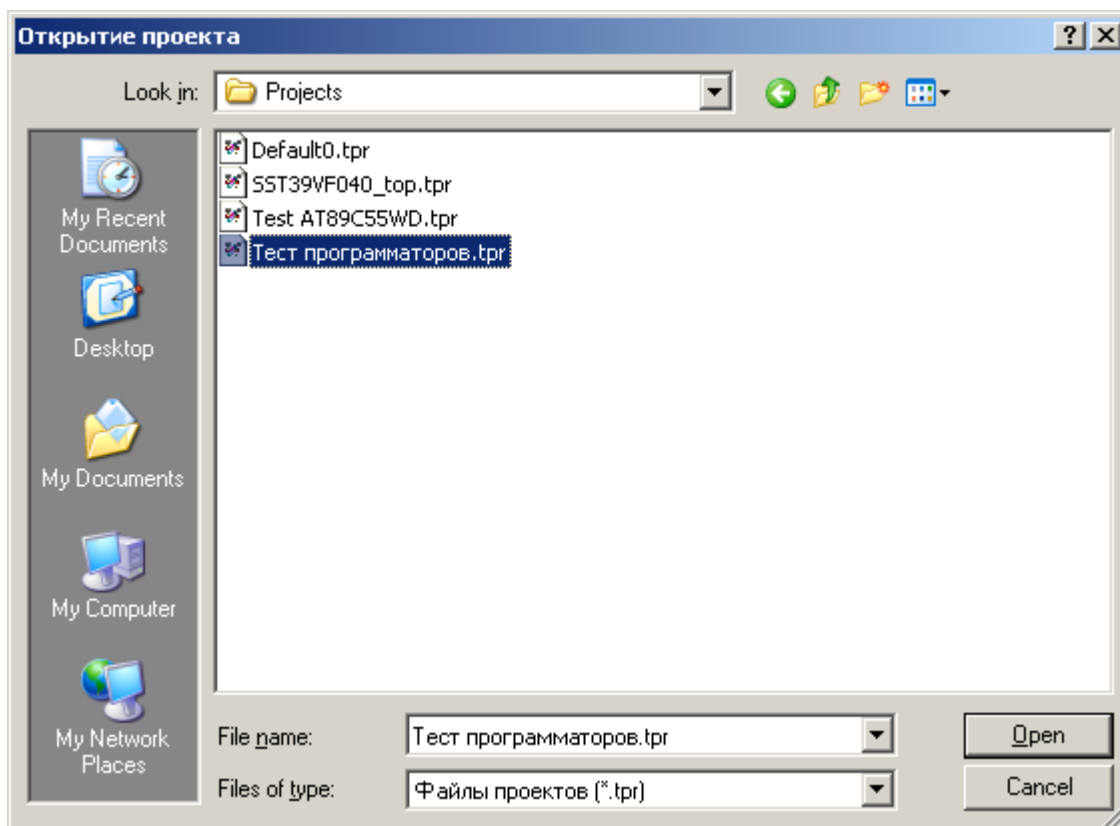 Открытие проекта
Look in:
Projects
Default0.tpr
SST39VF040_top.tpr
Test AT89C55WD.tpr
Тест программаторов.tpr
My Recent
Documents
Desktop
My Documents
My Computer
My Network
Places
File name:
Тест программаторов.tpr
Open
Files of type:
Файлы проектов (*.tpr)
Cancel